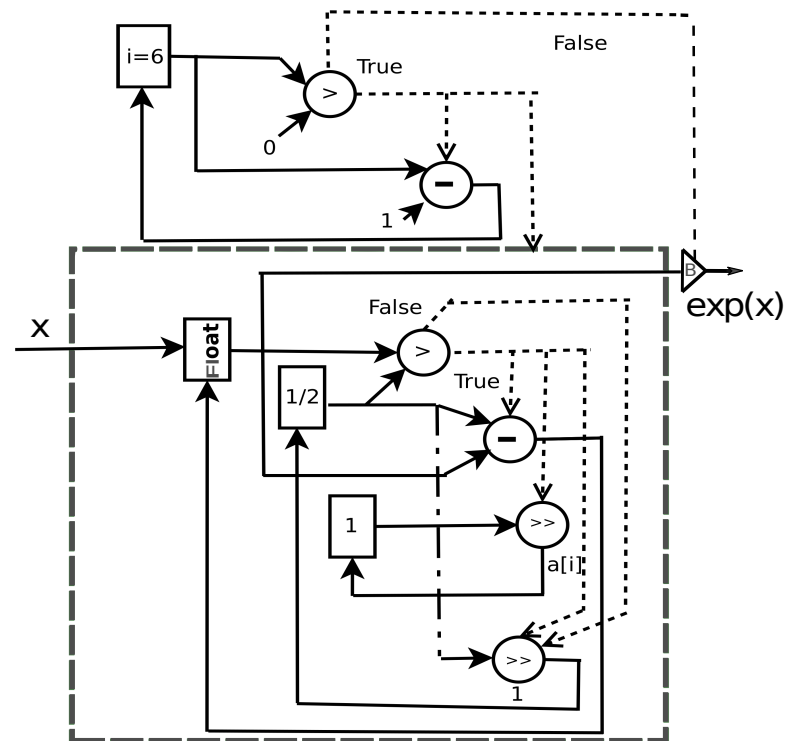 False
i=6
True
>
0
-
1
B
exp(x)
x
Float
False
>
True
1/2
-
1
>>
a[i]
>>
1